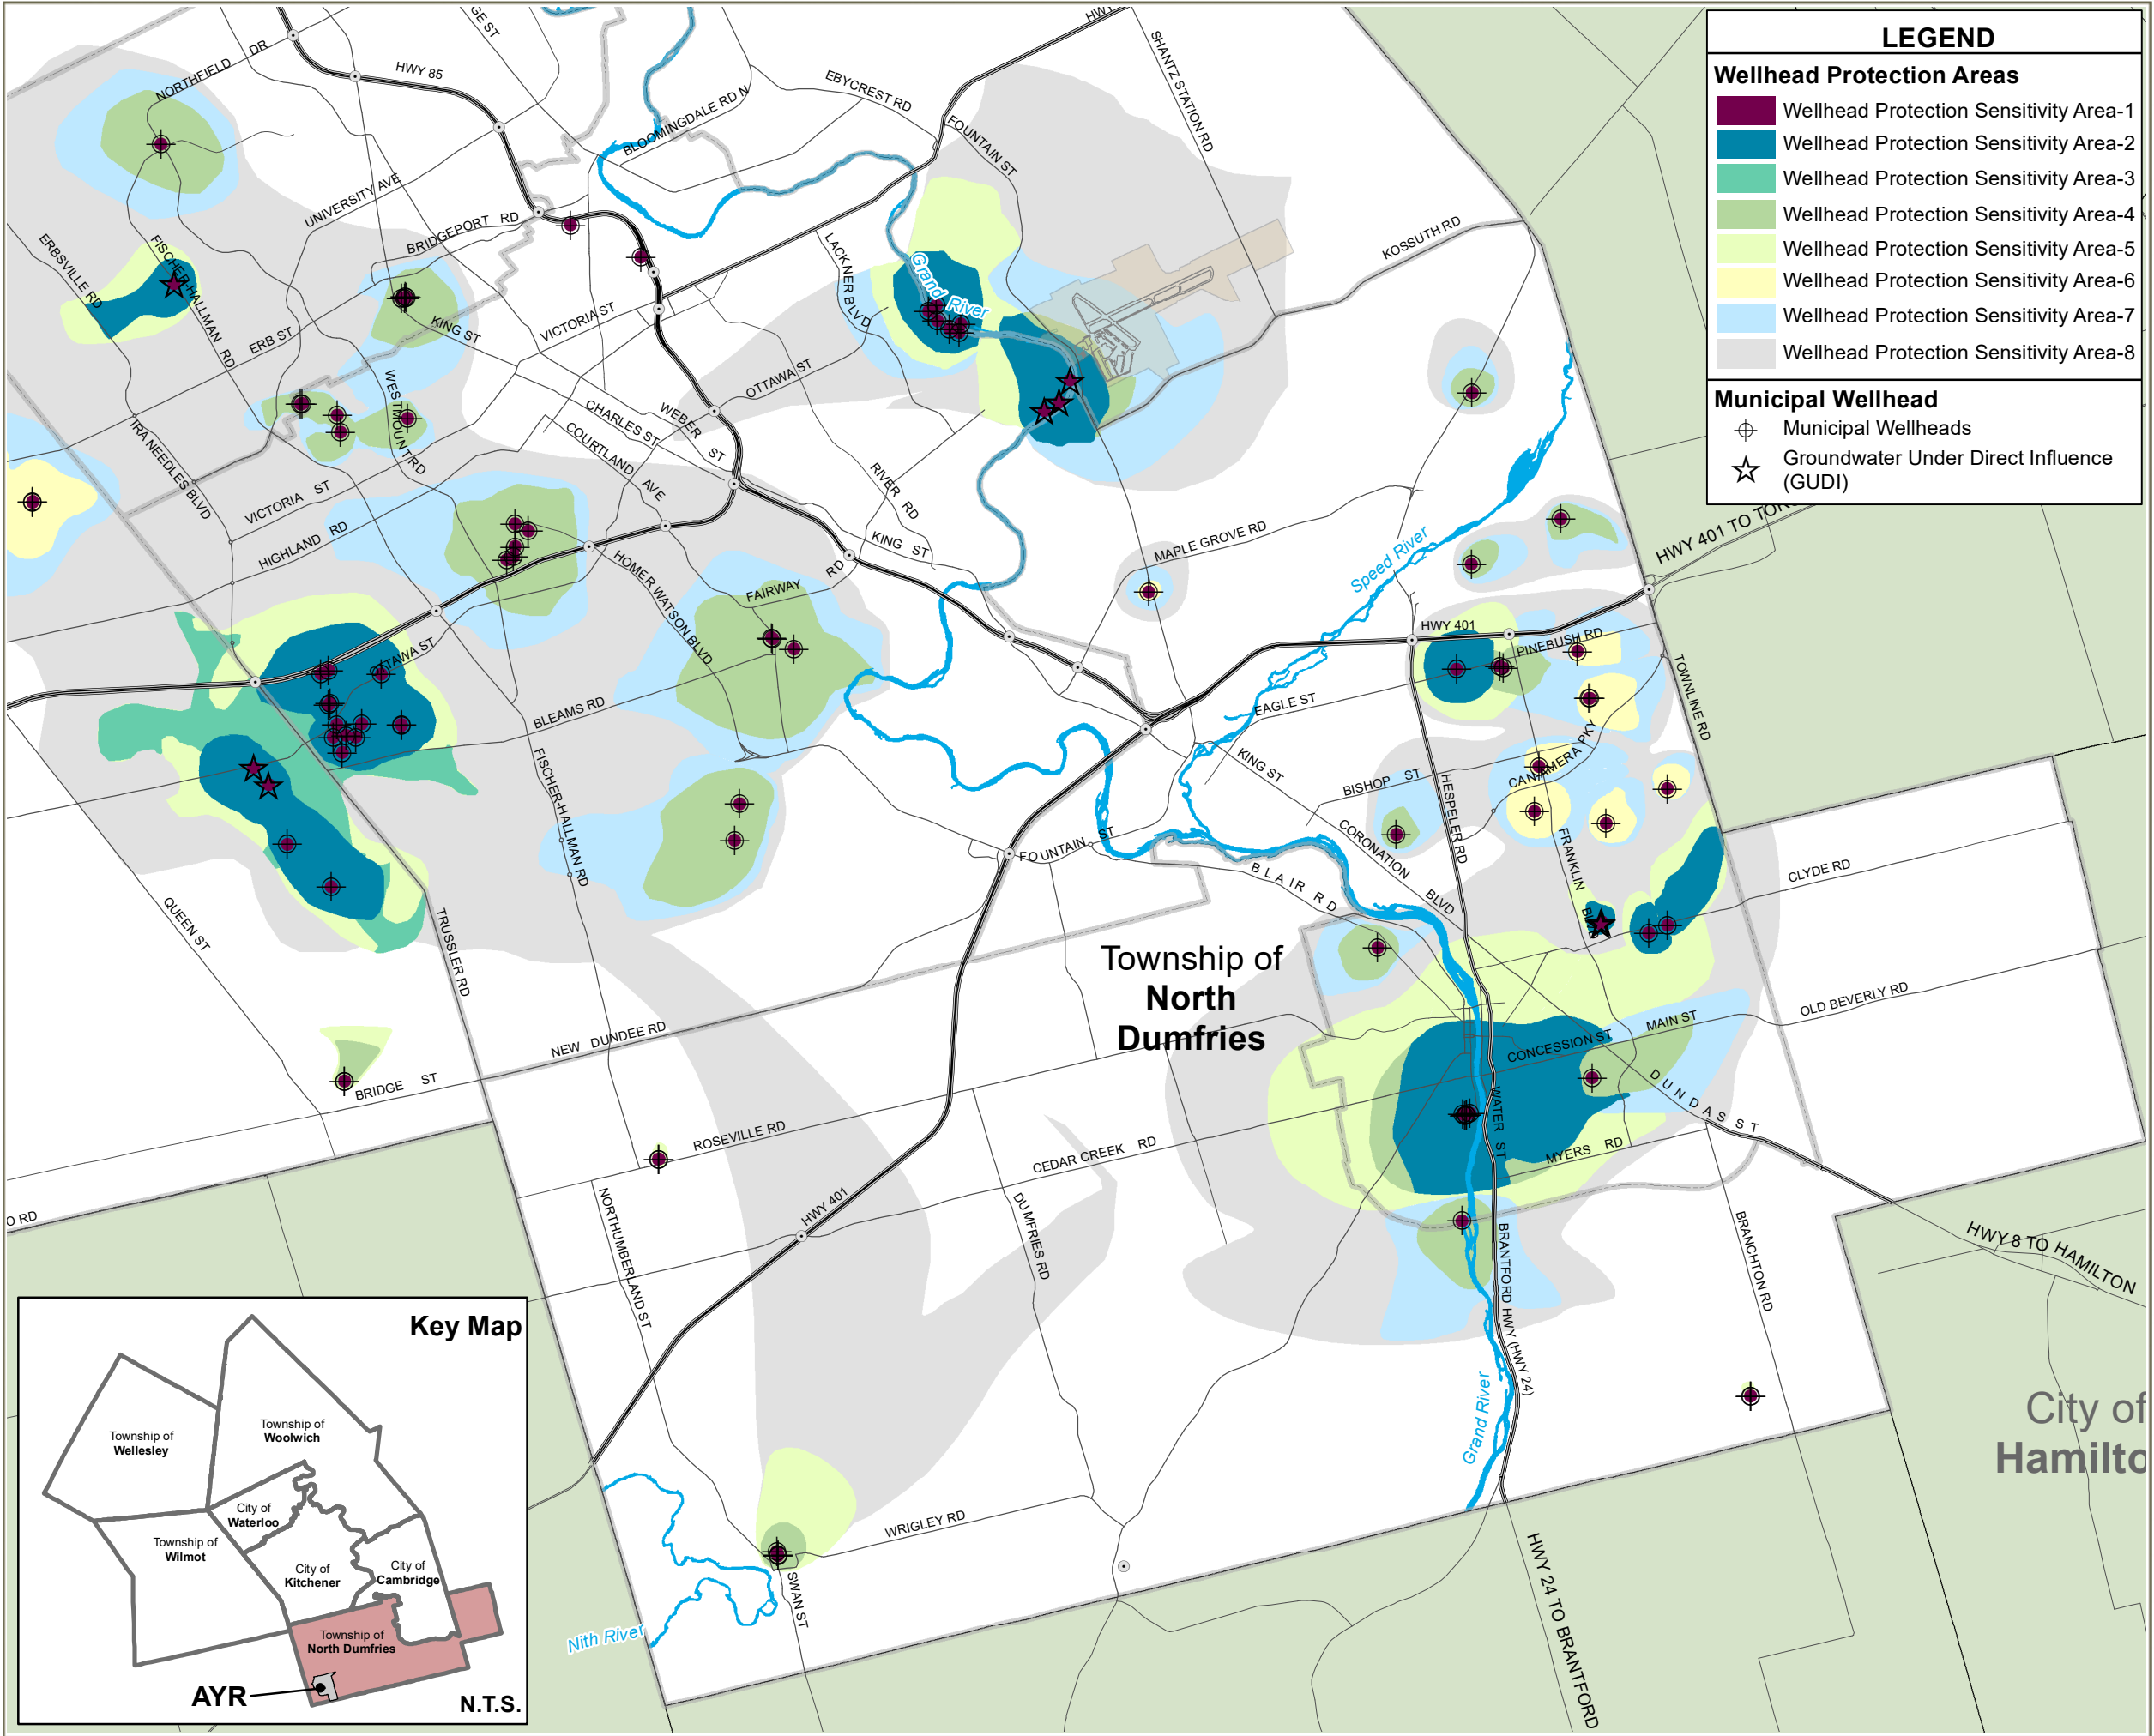 LEGEND
Wellhead Protection Areas
Wellhead Protection Sensitivity Area-1
Wellhead Protection Sensitivity Area-2
Wellhead Protection Sensitivity Area-3
Wellhead Protection Sensitivity Area-4
Wellhead Protection Sensitivity Area-5
Wellhead Protection Sensitivity Area-6
Wellhead Protection Sensitivity Area-7
Wellhead Protection Sensitivity Area-8
Municipal Wellhead
Municipal Wellheads
Groundwater Under Direct Influence
(GUDI)
NORTHFIELD DR
HWY 85
GE ST
HWY
SHANTZ STATION RD
EBYCREST RD
BLOOMINGDALE RD N
FOUNTAIN ST
UNIVERSITY AVE
BRIDGEPORT RD
ERBSVILLE RD
FISCHER-HALLMAN RD
LACKNER BLVD
Grand River
KOSSUTH RD
ERB ST
KING ST
VICTORIA ST
OTTAWA ST
WESTMOUNT RD
CHARLES ST
WEBER ST
COURTLAND AVE
IRA NEEDLES BLVD
VICTORIA ST
HIGHLAND RD
RIVER RD
KING ST
MAPLE GROVE RD
Speed River
HWY 401 TO TORO
HOMER WATSON BLVD
FAIRWAY RD
OTTAWA ST
HWY 401
PINEBUSH RD
TOWNLINE RD
EAGLE ST
BLEAMS RD
KING ST
BISHOP ST
HESPELER RD
CANAMERA PKY
FISCHER-HALLMAN RD
FOUNTAIN ST
CORONATION BLVD
BLAIR RD
FRANKLIN BLVD
CLYDE RD
QUEEN ST
TRUSSLER RD
Township of
North
Dumfries
OLD BEVERLY RD
MAIN ST
CONCESSION ST
NEW DUNDEE RD
BRIDGE ST
DUNDAS ST
WATER ST
MYERS RD
ROSEVILLE RD
CEDAR CREEK RD
O RD
NORTHUMBERLAND ST
HWY 401
DUMFRIES RD
BRANTFORD HWY (HWY 24)
BRANCHTON RD
HWY 8 TO HAMILTON
Grand River
City of
Hamilto
WRIGLEY RD
SWAN ST
Nith River
HWY 24 TO BRANTFORD
Key Map
Township of
Wellesley
Township of
Woolwich
City of
Waterloo
Township of
Wilmot
City of
Kitchener
City of
Cambridge
Township of
North Dumfries
AYR
N.T.S.